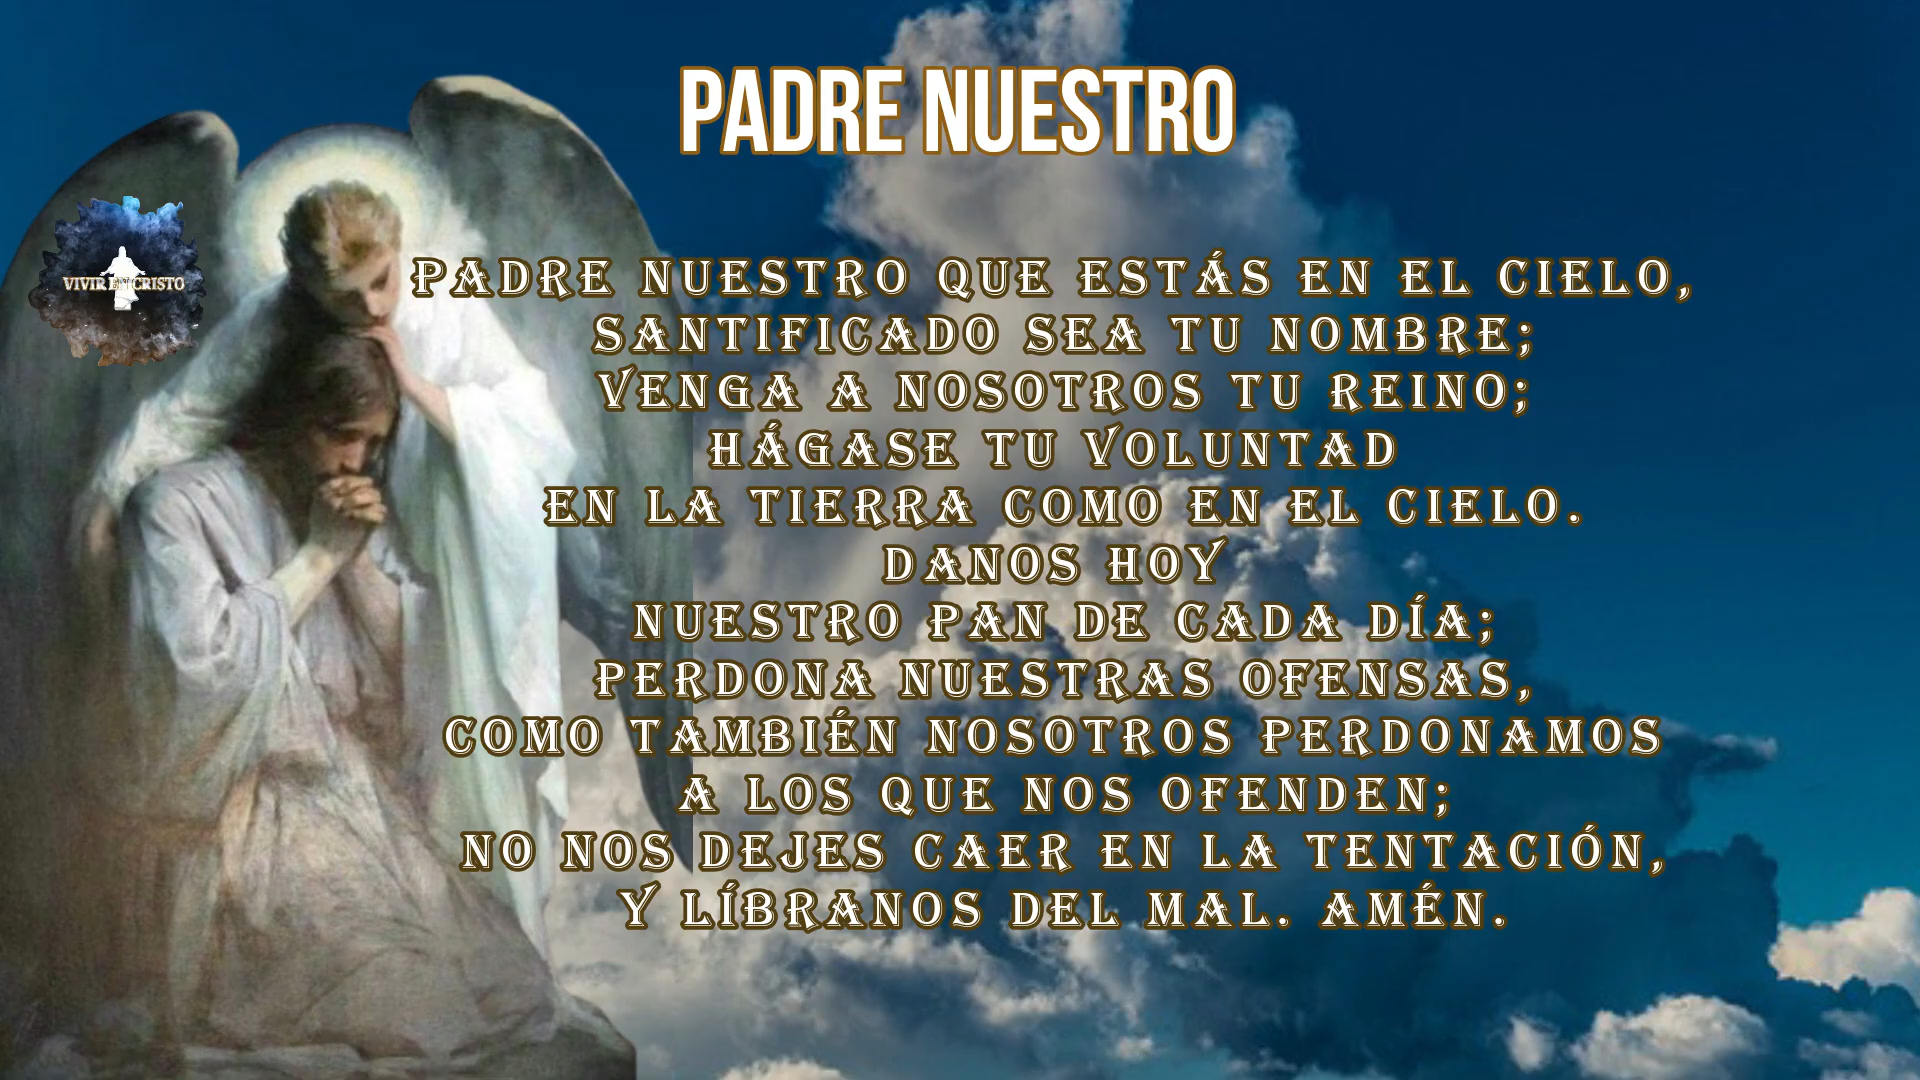 PADRE NUESTRO
VIVIR EN CRISTO
PADRE NUESTRO QUE ESTÁS EN EL CIELO,
SANTIFICADO SEA TU NOMBRE;
VENGA A NOSOTROS TU REINO;
HÁGASE TU VOLUNTAD
EN LA TIERRA COMO EN EL CIELO.
DANOS HOY
NUESTRO PAN DE CADA DÍA;
PERDONA NUESTRAS OFENSAS,
COMO TAMBIÉN NOSOTROS PERDONAMOS
A LOS QUE NOS OFENDEN;
NO NOS DEJES CAER EN LA TENTACIÓN,
Y LÍBRANOS DEL MAL. AMÉN.